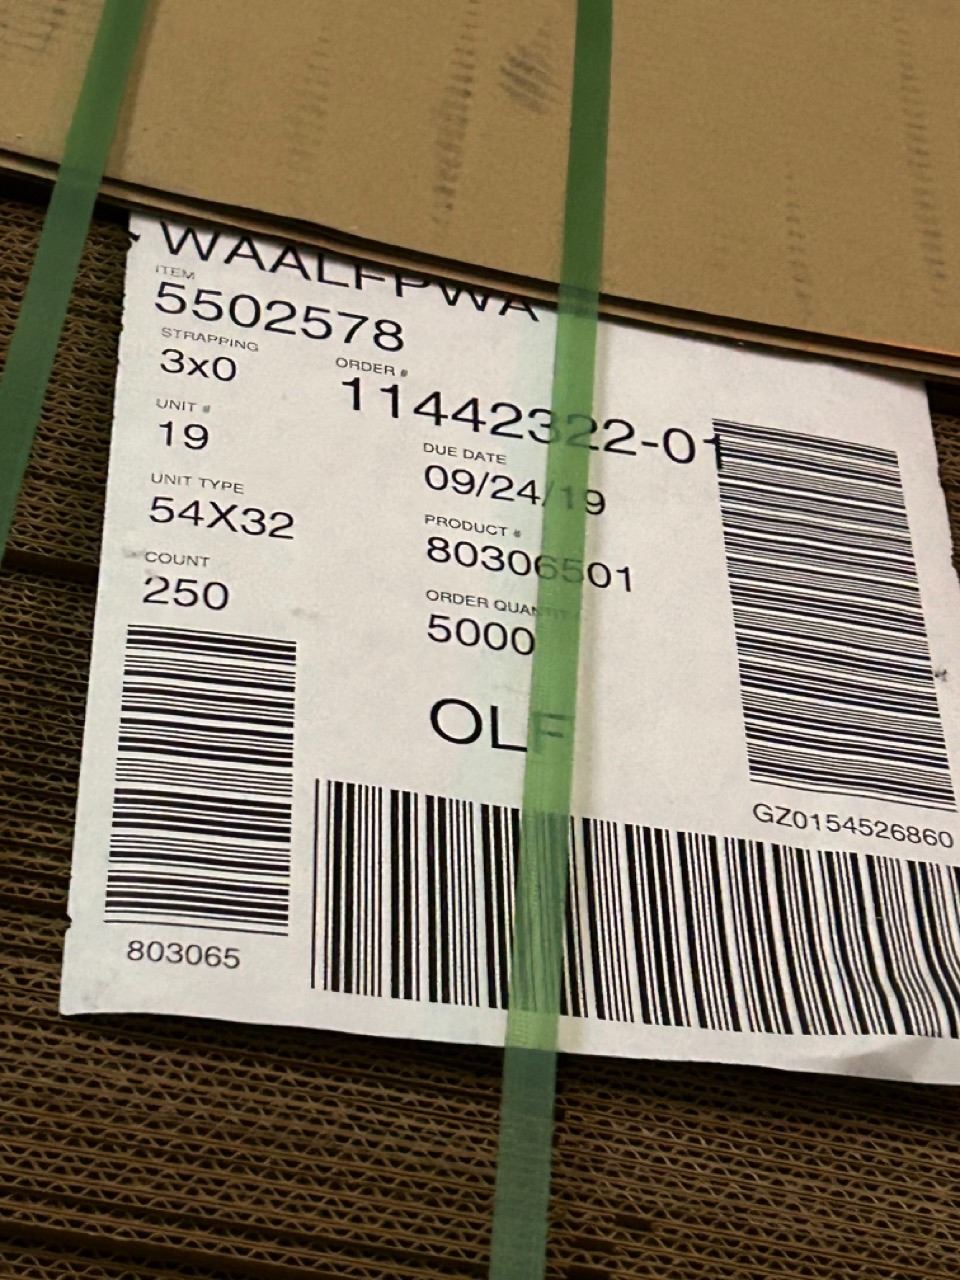 WAALFPWA
ITEM
5502578
STRAPPING
3x0
ORDER #
11442322-01
UNIT #
19
DUE DATE
09/24/19
UNIT TYPE
54X32
PRODUCT #
80306501
COUNT
250
ORDER QUANTITY
5000
OLF
GZ0154526860
803065